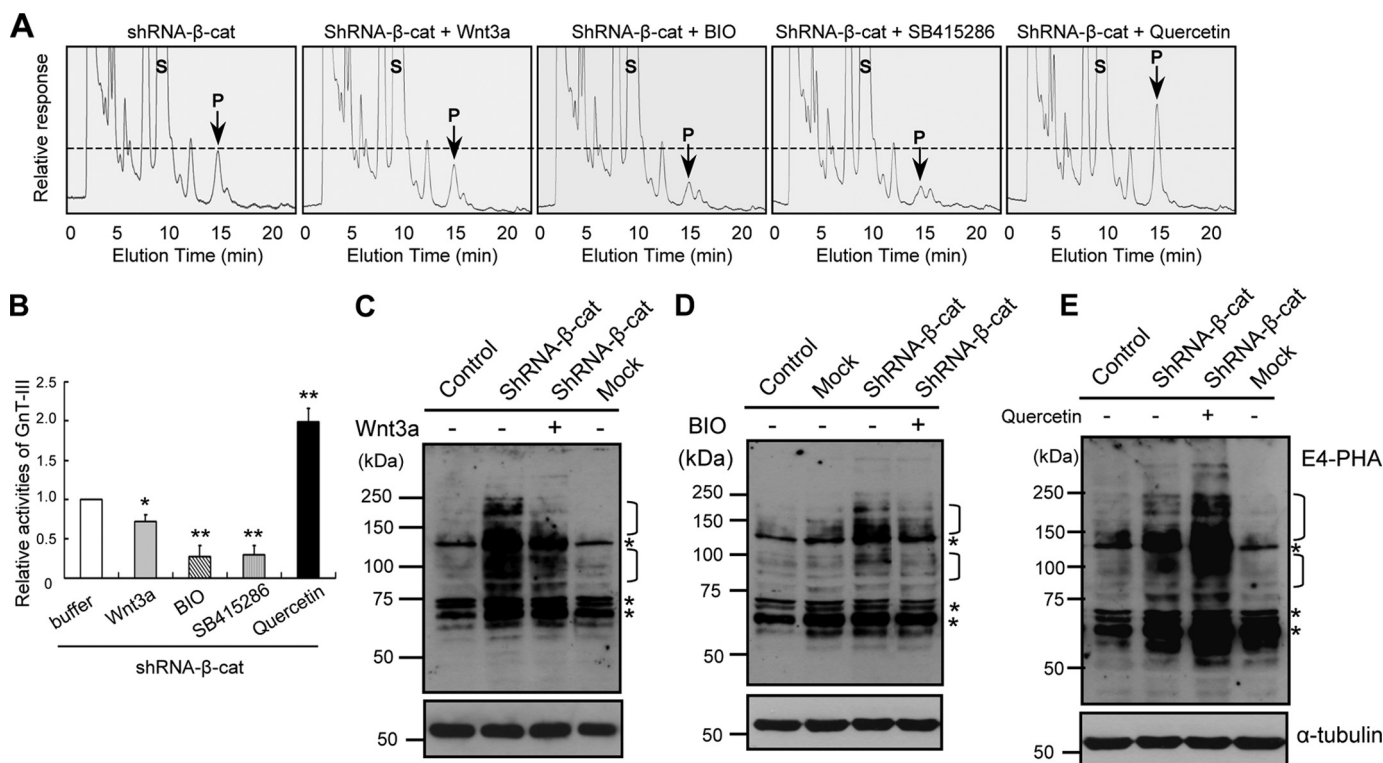 A
shRNA-β-cat
ShRNA-β-cat + Wnt3a
ShRNA-β-cat + BIO
ShRNA-β-cat + SB415286
ShRNA-β-cat + Quercetin
Relative response
S
P
S
P
S
P
S
P
S
P
0 5 10 15 20
0 5 10 15 20
0 5 10 15 20
0 5 10 15 20
0 5 10 15 20
Elution Time (min)
Elution Time (min)
Elution Time (min)
Elution Time (min)
Elution Time (min)
B
Relative activities of GnT-III
2.5
2.0
1.5
1.0
0.5
0
*
**
**
**
buffer
Wnt3a
BIO
SB415286
Quercetin
shRNA-β-cat
C
Control
ShRNA-β-cat
ShRNA-β-cat
Mock
Wnt3a - - + -
(kDa)
250
150
100
75
50
*
*
*
50
D
Control
Mock
ShRNA-β-cat
ShRNA-β-cat
BIO - - - +
(kDa)
250
150
100
75
50
*
*
*
50
E
Control
ShRNA-β-cat
ShRNA-β-cat
Mock
Quercetin - - + -
(kDa)
E4-PHA
250
150
100
75
50
*
*
*
α-tubulin
50